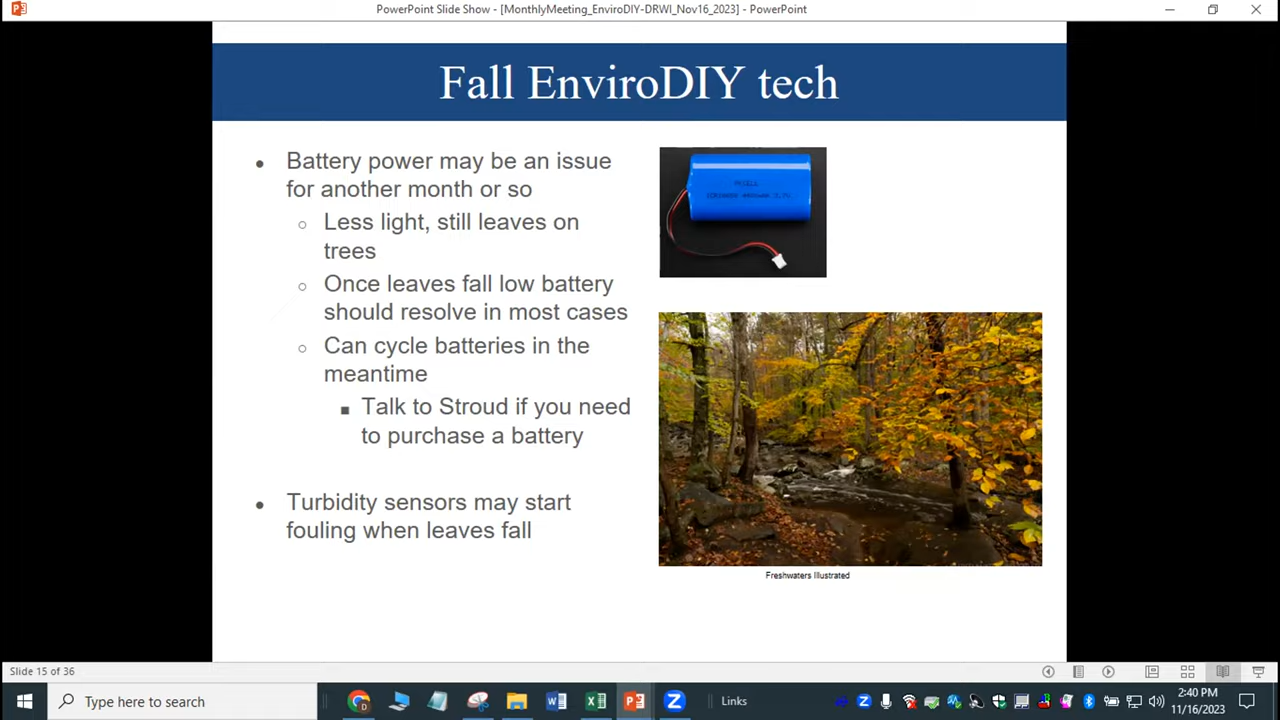 PowerPoint Slide Show - [MonthlyMeeting_EnviroDIY-DRWI_Nov16_2023] - PowerPoint
Fall EnviroDIY tech
Battery power may be an issue
for another month or so
Less light, still leaves on
trees
Once leaves fall low battery
should resolve in most cases
Can cycle batteries in the
meantime
Talk to Stroud if you need
to purchase a battery
Turbidity sensors may start
fouling when leaves fall
PKCELL
4400mAh 3.7V
Freshwaters Illustrated
Slide 15 of 36
Type here to search
Links
2:40 PM
11/16/2023